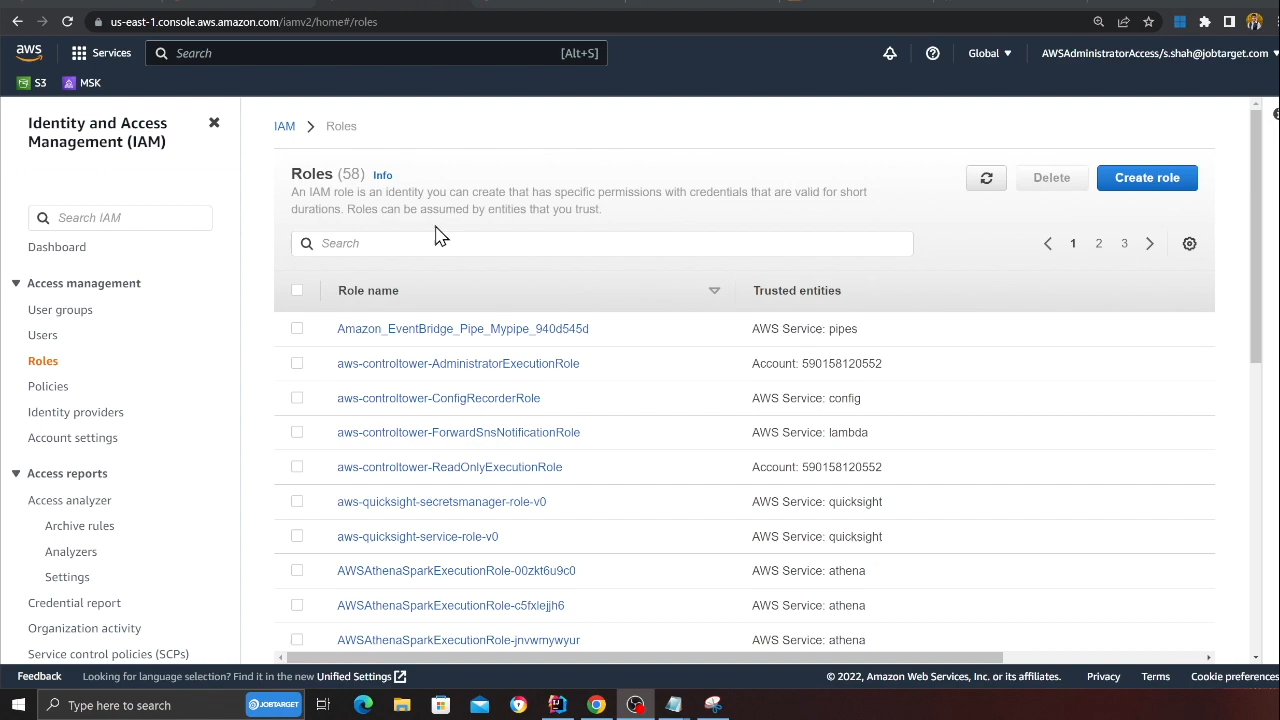 us-east-1.console.aws.amazon.com/iamv2/home#/roles
aws
Services
Search
[Alt+S]
Global
AWSAdministratorAccess/s.shah@jobtarget.com
S3
MSK
Identity and Access Management (IAM)
Search IAM
Dashboard
Access management
User groups
Users
Roles
Policies
Identity providers
Account settings
Access reports
Access analyzer
Archive rules
Analyzers
Settings
Credential report
Organization activity
Service control policies (SCPs)
IAM
Roles
Roles (58) Info
An IAM role is an identity you can create that has specific permissions with credentials that are valid for short
durations. Roles can be assumed by entities that you trust.
Delete
Create role
Search
1 2 3
Role name
Trusted entities
Amazon_EventBridge_Pipe_Mypipe_940d545d
AWS Service: pipes
aws-controltower-AdministratorExecutionRole
Account: 590158120552
aws-controltower-ConfigRecorderRole
AWS Service: config
aws-controltower-ForwardSnsNotificationRole
AWS Service: lambda
aws-controltower-ReadOnlyExecutionRole
Account: 590158120552
aws-quicksight-secretsmanager-role-v0
AWS Service: quicksight
aws-quicksight-service-role-v0
AWS Service: quicksight
AWSAthenaSparkExecutionRole-00zkt6u9c0
AWS Service: athena
AWSAthenaSparkExecutionRole-c5fxlejjh6
AWS Service: athena
AWSAthenaSparkExecutionRole-jnvwmywyur
AWS Service: athena
Feedback
Looking for language selection? Find it in the new Unified Settings
© 2022, Amazon Web Services, Inc. or its affiliates.
Privacy
Terms
Cookie preferences
Type here to search
JOBTARGET